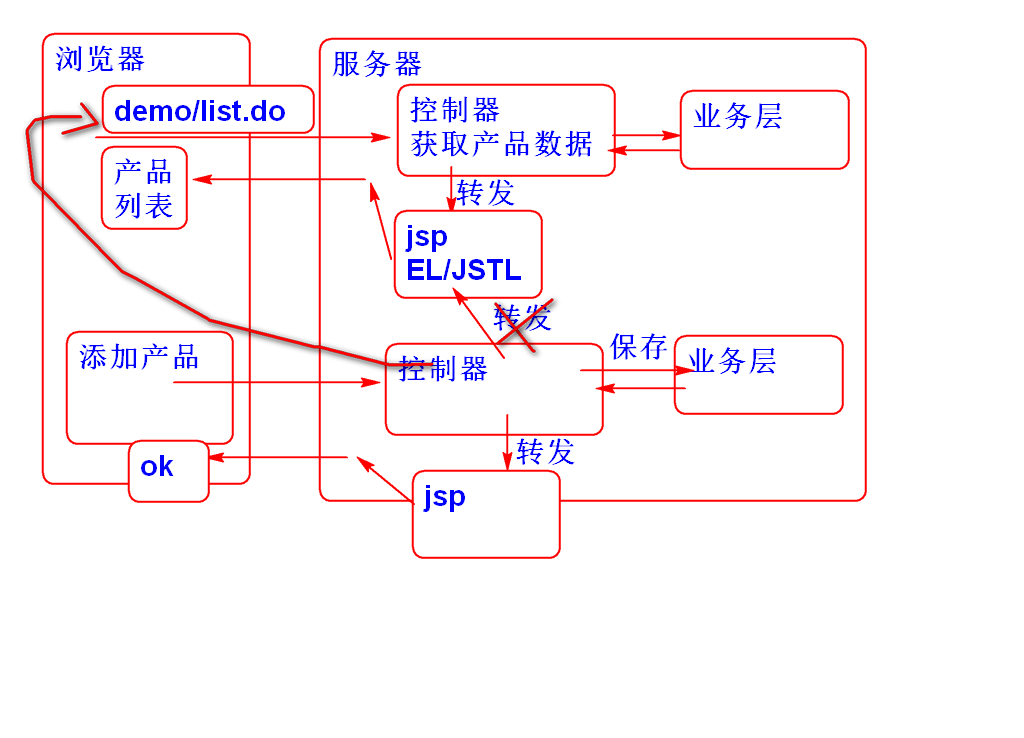 浏览器
服务器
demo/list.do
控制器
获取产品数据
业务层
产品
列表
转发
jsp
EL/JSTL
转发
添加产品
控制器
保存
业务层
转发
ok
jsp